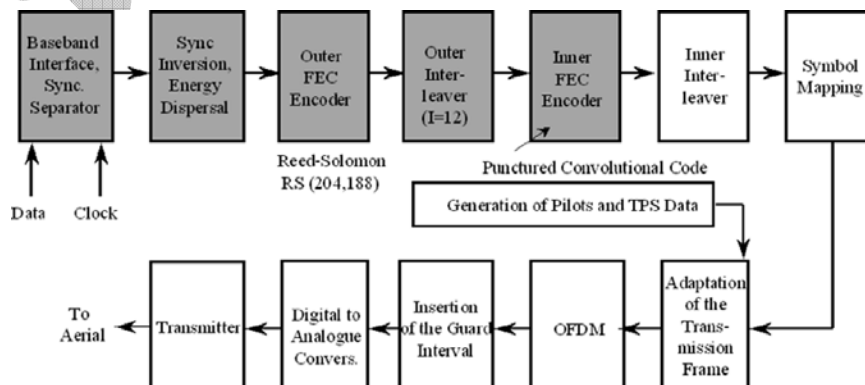 Baseband
Interface,
Sync.
Separator
Sync
Inversion,
Energy
Dispersal
Outer
FEC
Encoder
Outer
Inter-
leaver
(I=12)
Inner
FEC
Encoder
Inner
Inter-
leaver
Symbol
Mapping
Data
Clock
Reed-Solomon
RS (204,188)
Punctured Convolutional Code
Generation of Pilots and TPS Data
To
Aerial
Transmitter
Digital to
Analogue
Convers.
Insertion
of the Guard
Interval
OFDM
Adaptation
of the
Trans-
mission
Frame